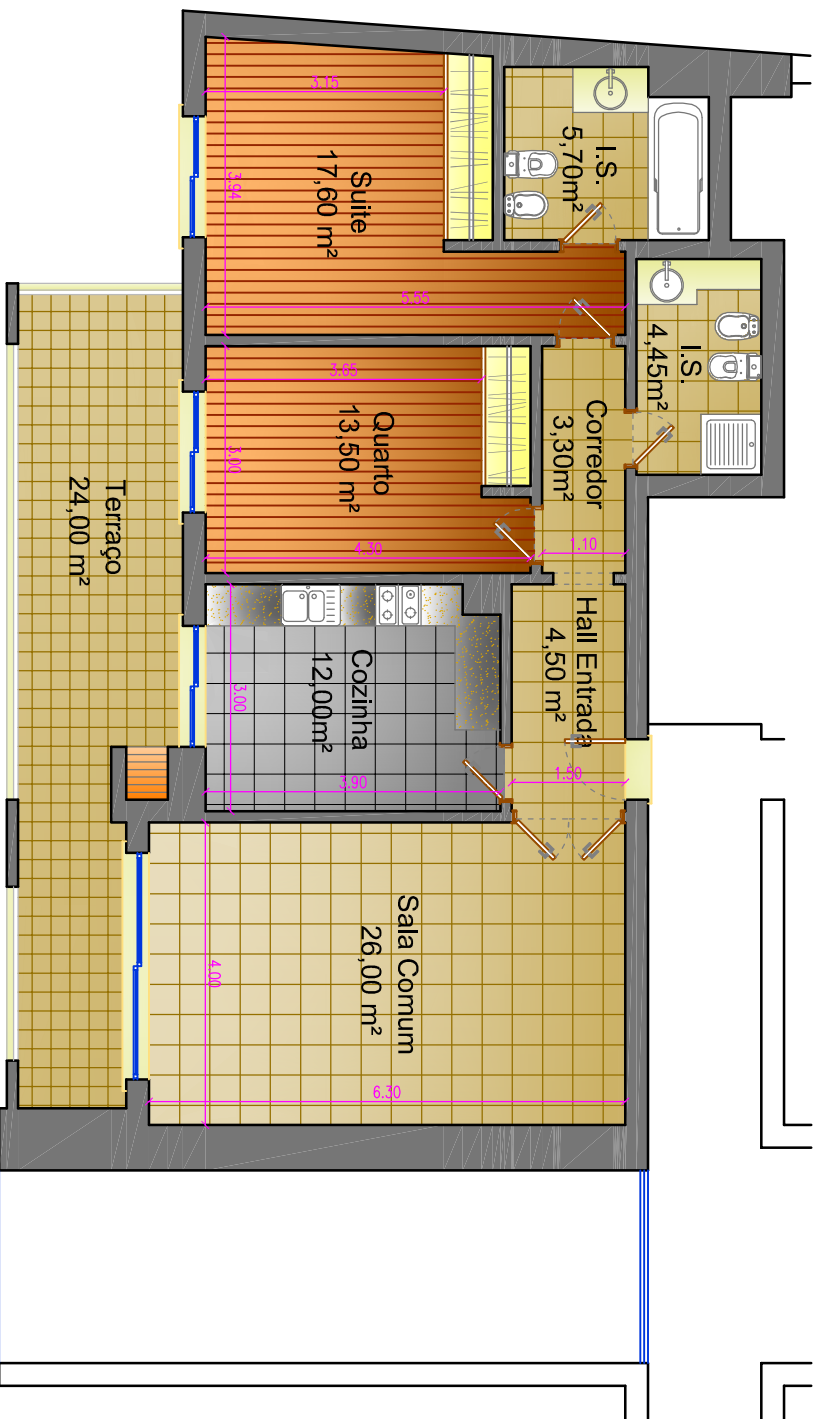 I.S.
5,70m²
Suite
17,60 m²
3.15
3.94
5.55
I.S.
4,45m²
Corredor
3,30m²
1.10
Quarto
13,50 m²
3.65
3.00
4.30
Terraço
24,00 m²
Hall Entrada
4,50 m²
1.50
Cozinha
12,00m²
3.00
3.90
Sala Comum
26,00 m²
4.00
6.30